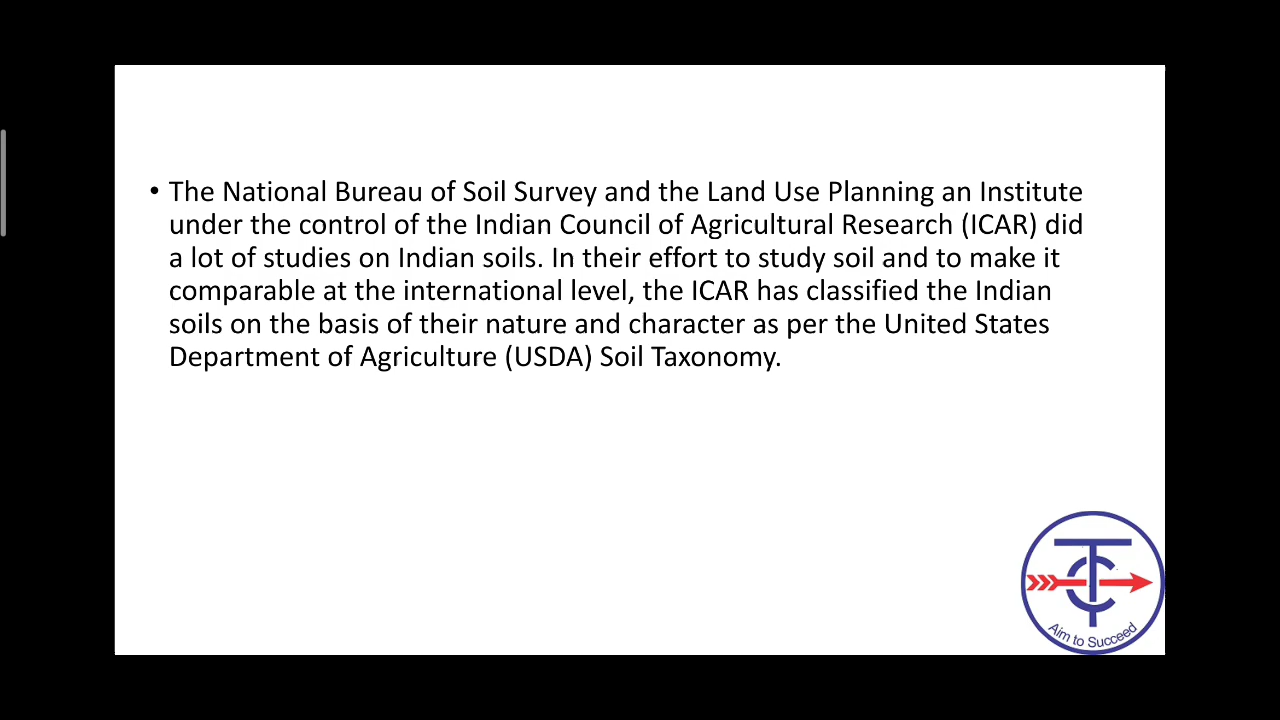 • The National Bureau of Soil Survey and the Land Use Planning an Institute
under the control of the Indian Council of Agricultural Research (ICAR) did
a lot of studies on Indian soils. In their effort to study soil and to make it
comparable at the international level, the ICAR has classified the Indian
soils on the basis of their nature and character as per the United States
Department of Agriculture (USDA) Soil Taxonomy.
TC
Aim to Succeed